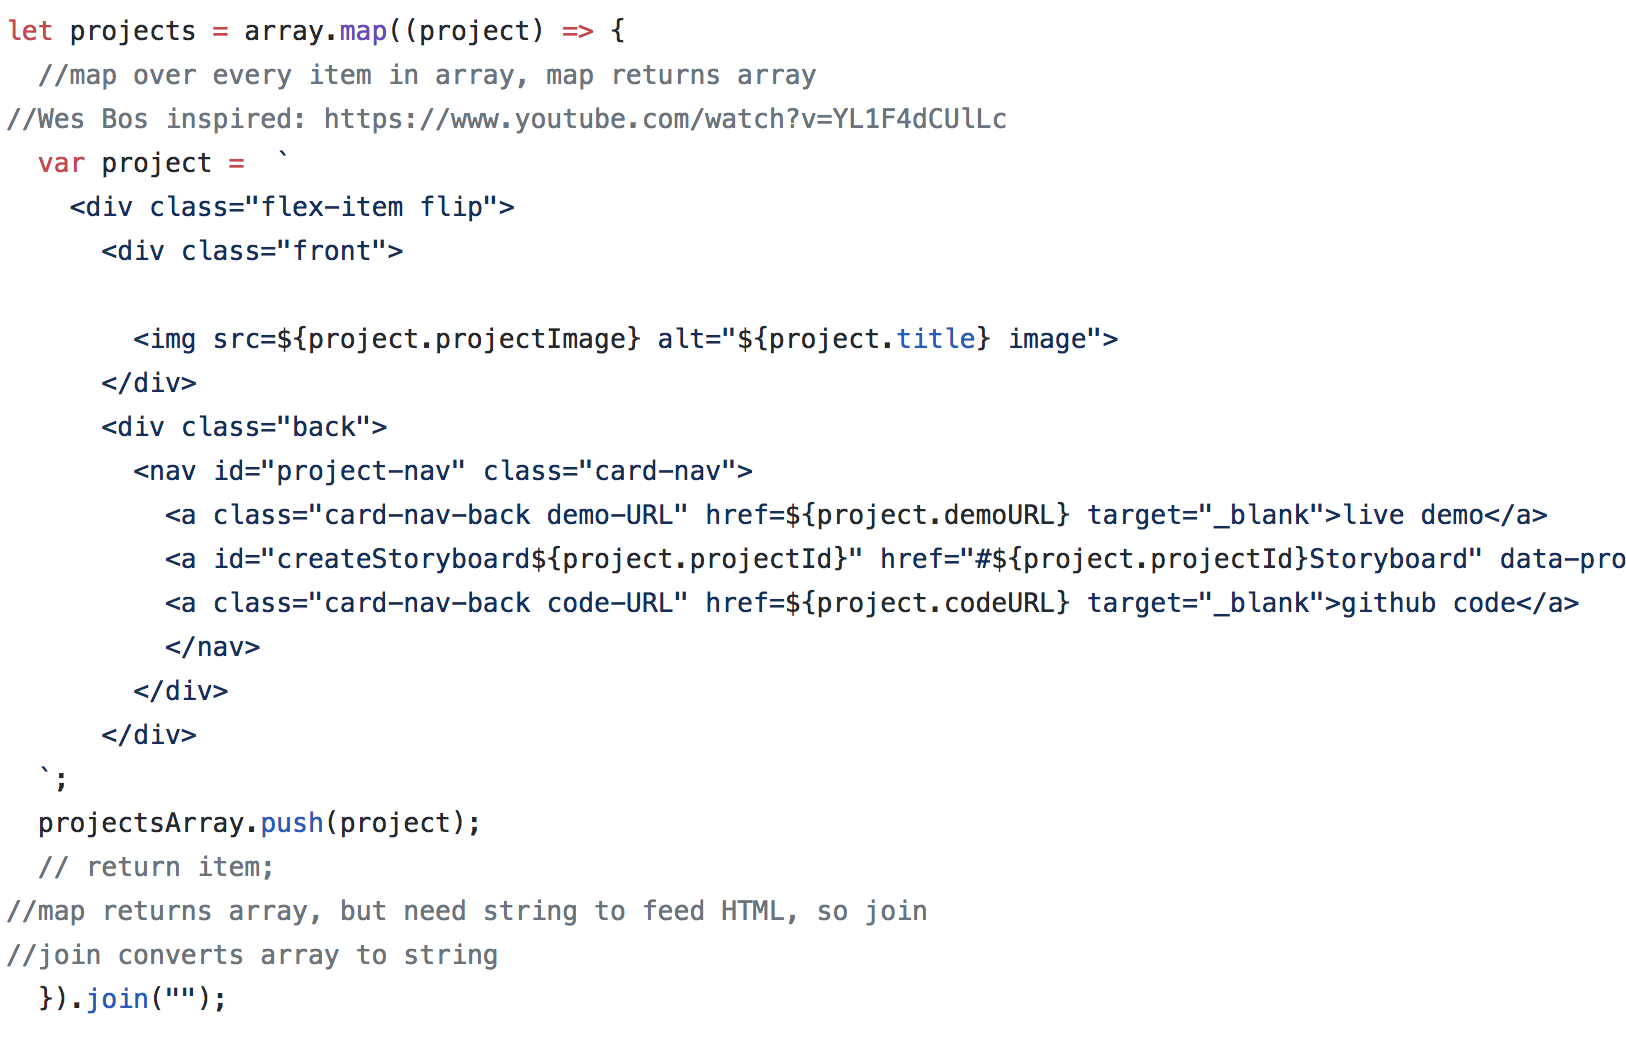 let projects = array.map((project) => {
  //map over every item in array, map returns array
//Wes Bos inspired: https://www.youtube.com/watch?v=YL1F4dCUlLc
  var project =  `
    <div class="flex-item flip">
      <div class="front">

        <img src=${project.projectImage} alt="${project.title} image">
      </div>
      <div class="back">
        <nav id="project-nav" class="card-nav">
          <a class="card-nav-back demo-URL" href=${project.demoURL} target="_blank">live demo</a>
          <a id="createStoryboard${project.projectId}" href="#${project.projectId}Storyboard" data-pro
          <a class="card-nav-back code-URL" href=${project.codeURL} target="_blank">github code</a>
          </nav>
        </div>
      </div>
  `;
  projectsArray.push(project);
  // return item;
//map returns array, but need string to feed HTML, so join
//join converts array to string
  }).join("");